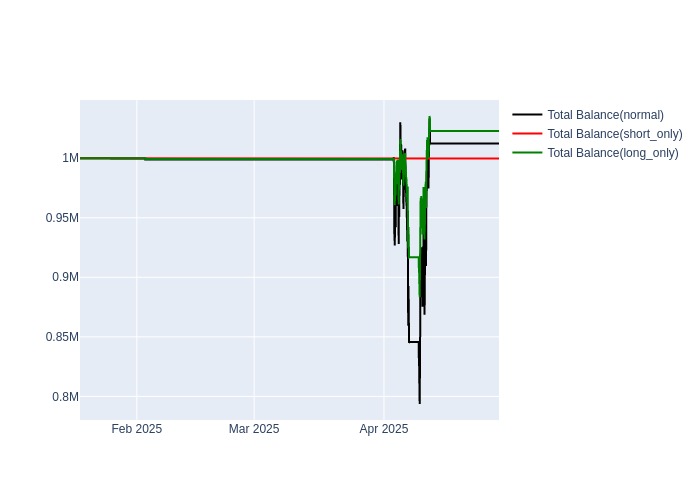 Total Balance(normal)
Total Balance(short_only)
Total Balance(long_only)
1M
0.95M
0.9M
0.85M
0.8M
Feb 2025
Mar 2025
Apr 2025